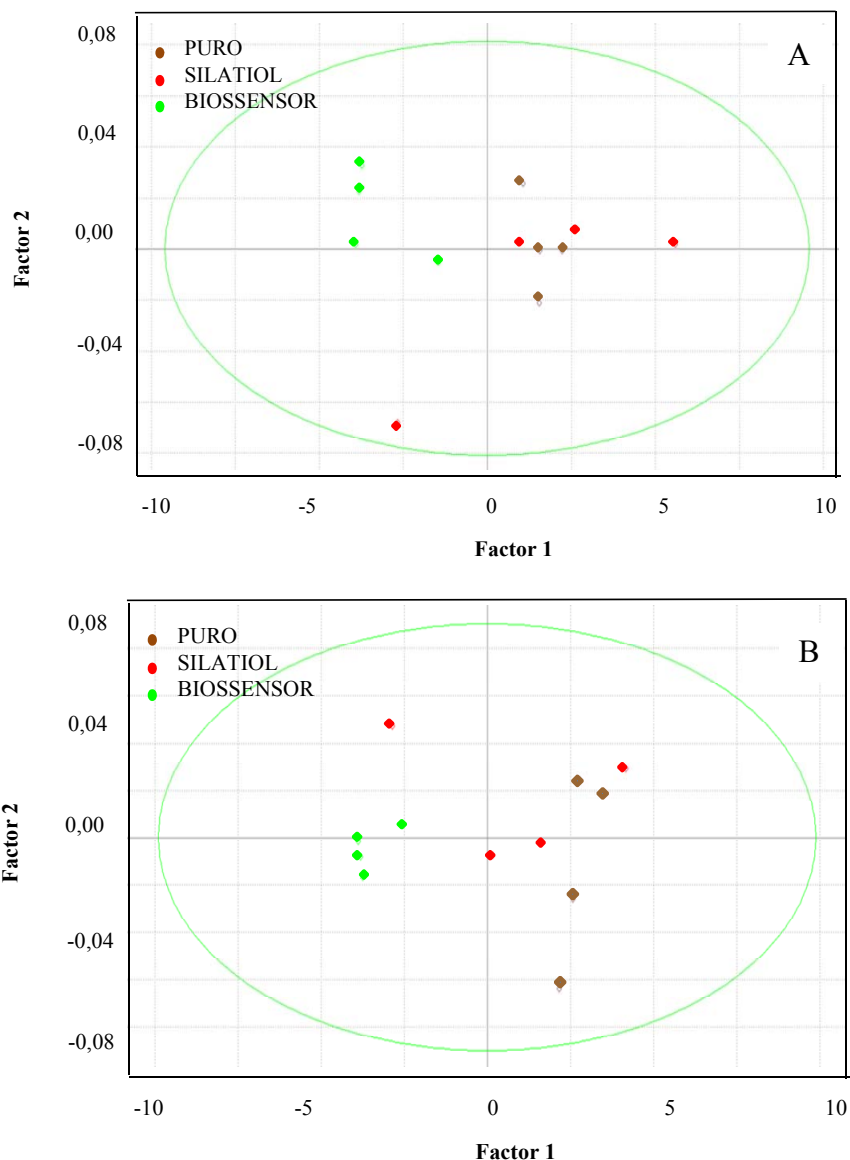 0,08
PURO
A
SILATIOL
BIOSSENSOR
0,04
0,00
Factor 2
-0,04
-0,08
-10 -5 0 5 10
Factor 1
0,08
PURO
B
SILATIOL
BIOSSENSOR
0,04
0,00
Factor 2
-0,04
-0,08
-10 -5 0 5 10
Factor 1